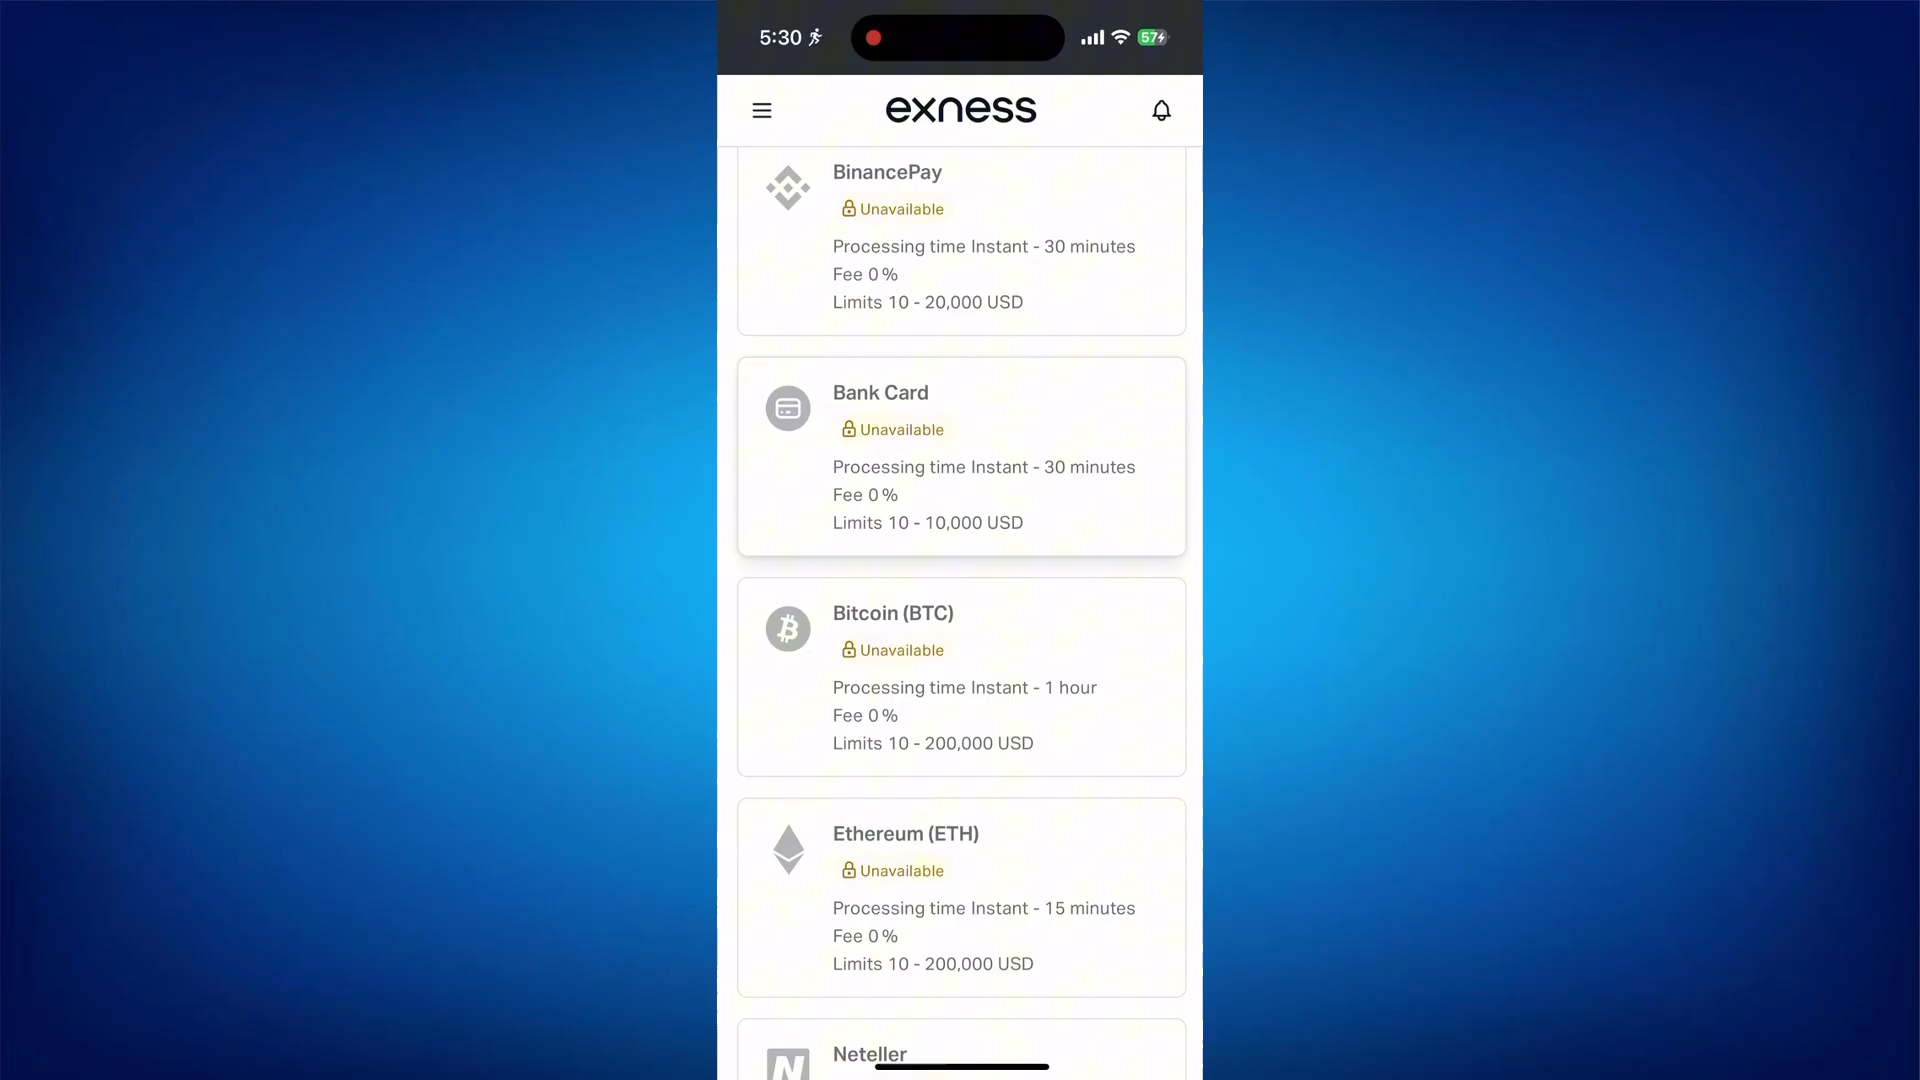 5:30
57
exness
BinancePay
Unavailable
Processing time Instant - 30 minutes
Fee 0 %
Limits 10 - 20,000 USD
Bank Card
Unavailable
Processing time Instant - 30 minutes
Fee 0 %
Limits 10 - 10,000 USD
Bitcoin (BTC)
Unavailable
Processing time Instant - 1 hour
Fee 0 %
Limits 10 - 200,000 USD
Ethereum (ETH)
Unavailable
Processing time Instant - 15 minutes
Fee 0 %
Limits 10 - 200,000 USD
N
Neteller